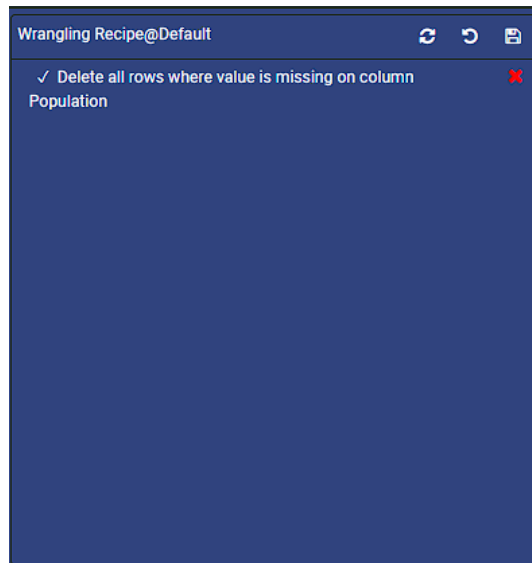 Wrangling Recipe@Default
✓ Delete all rows where value is missing on column
Population